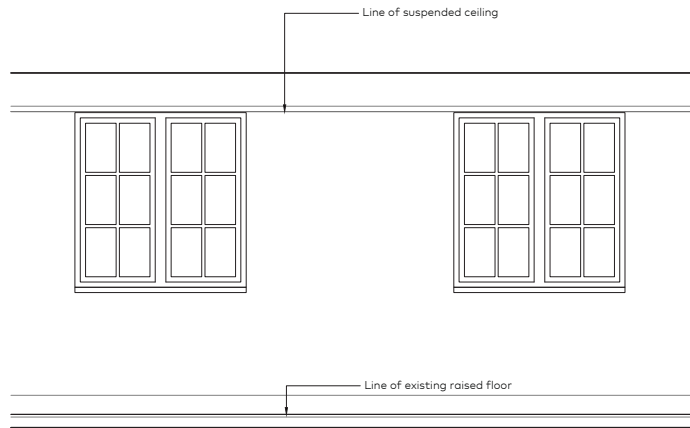 Line of suspended ceiling
Line of existing raised floor